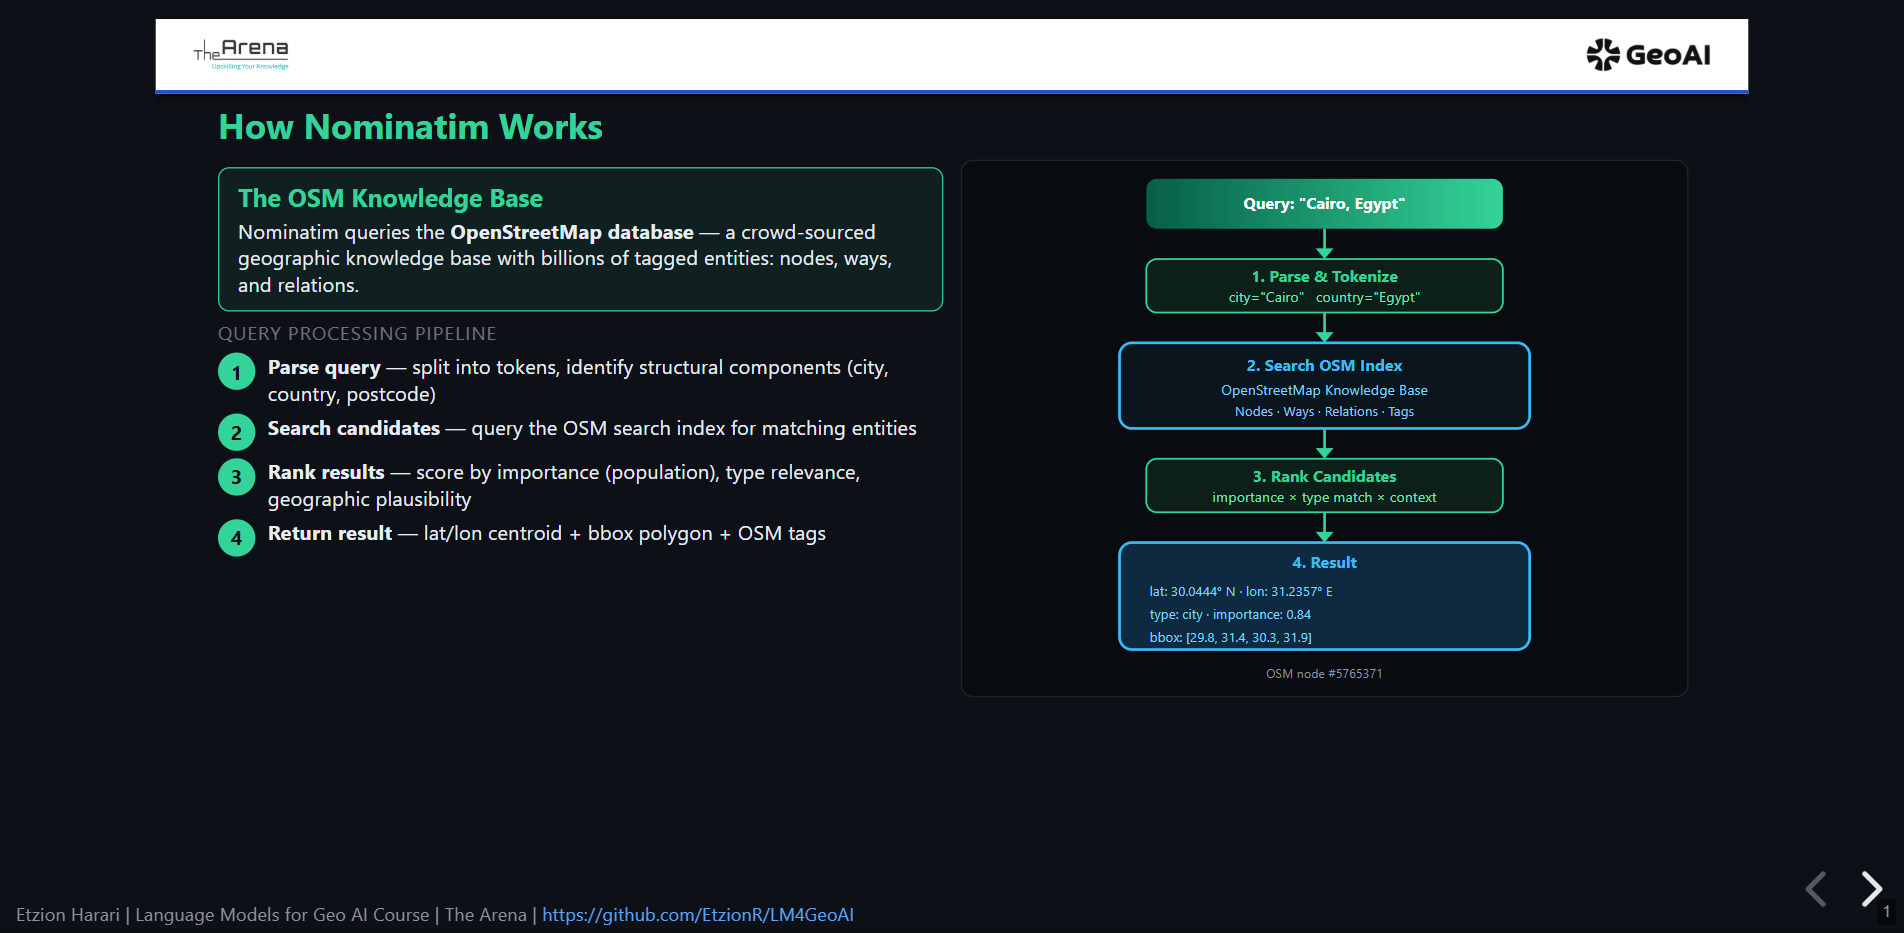 The Arena
Upskilling Your Knowledge
GeoAI
How Nominatim Works
The OSM Knowledge Base
Nominatim queries the OpenStreetMap database — a crowd-sourced
geographic knowledge base with billions of tagged entities: nodes, ways,
and relations.
QUERY PROCESSING PIPELINE
1 Parse query — split into tokens, identify structural components (city,
country, postcode)
2 Search candidates — query the OSM search index for matching entities
3 Rank results — score by importance (population), type relevance,
geographic plausibility
4 Return result — lat/lon centroid + bbox polygon + OSM tags
Query: "Cairo, Egypt"
1. Parse & Tokenize
city="Cairo" country="Egypt"
2. Search OSM Index
OpenStreetMap Knowledge Base
Nodes · Ways · Relations · Tags
3. Rank Candidates
importance × type match × context
4. Result
lat: 30.0444° N · lon: 31.2357° E
type: city · importance: 0.84
bbox: [29.8, 31.4, 30.3, 31.9]
OSM node #5765371
Etzion Harari | Language Models for Geo AI Course | The Arena | https://github.com/EtzionR/LM4GeoAI
1